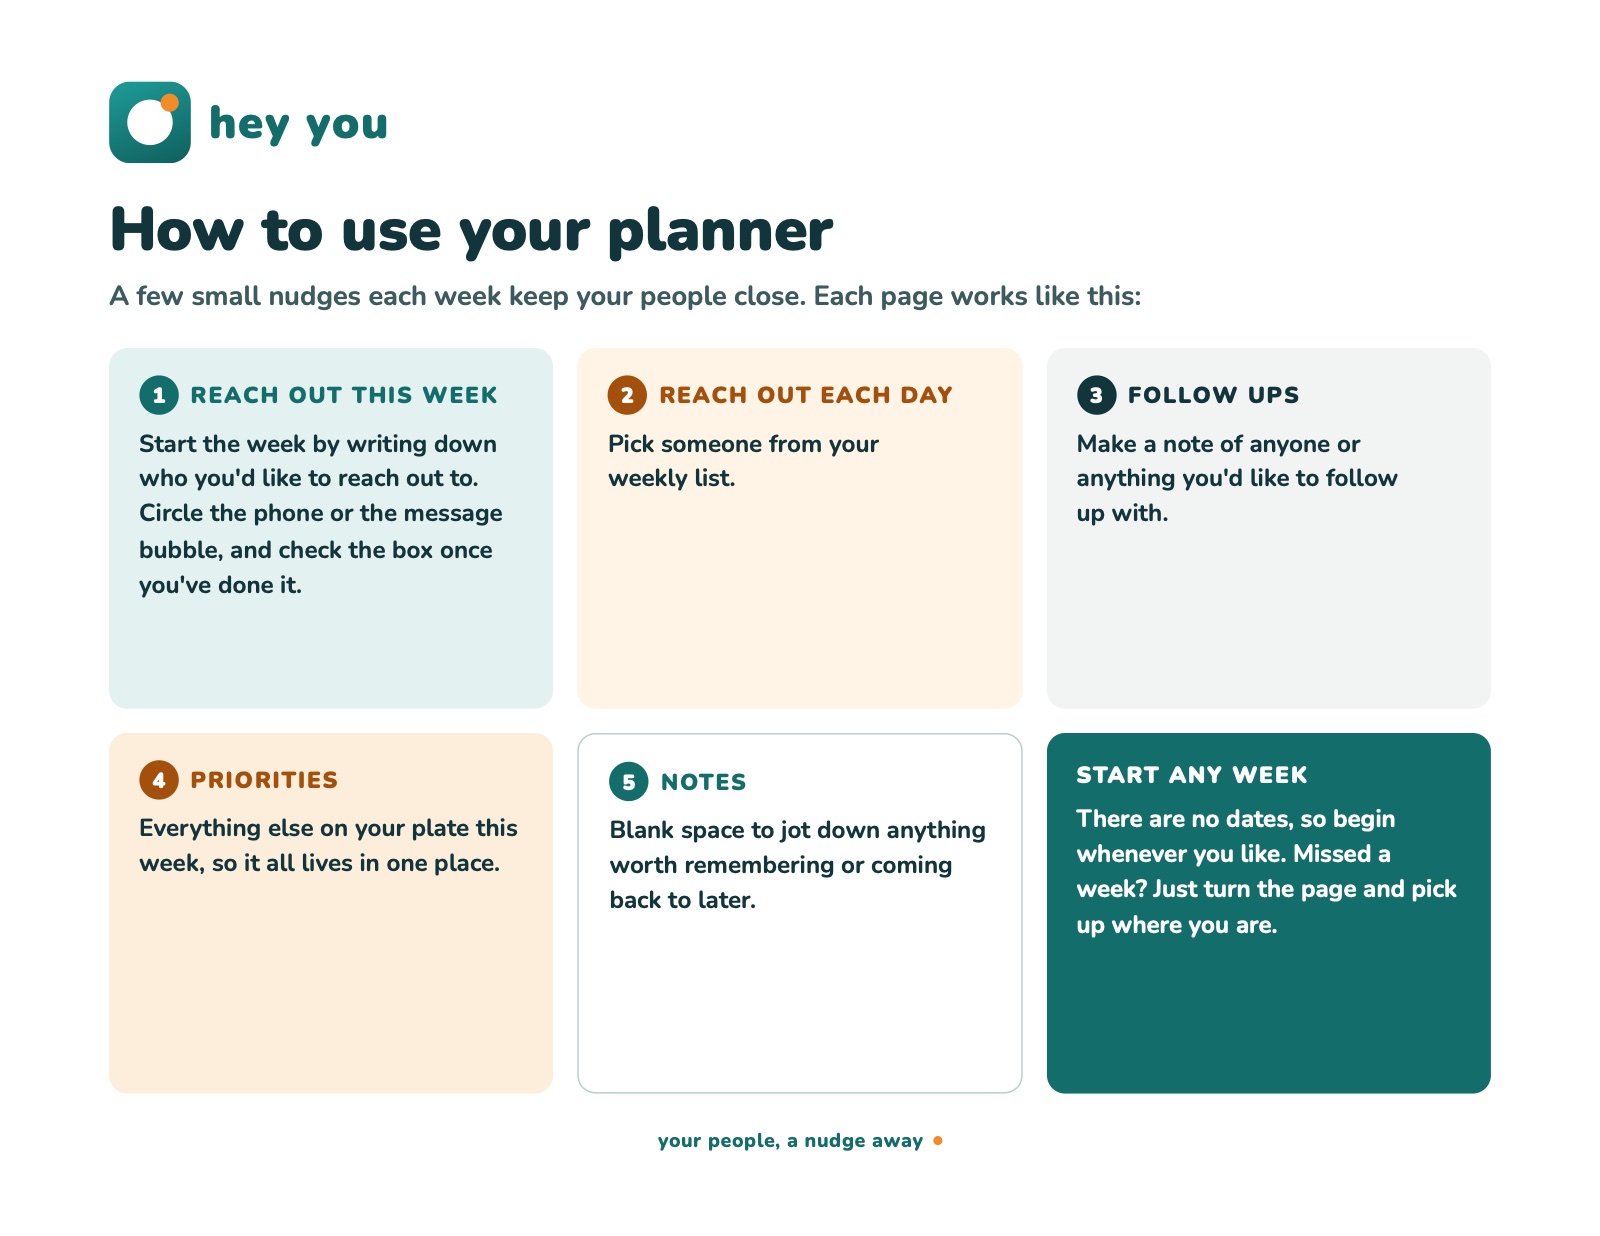 hey you
How to use your planner
A few small nudges each week keep your people close. Each page works like this:
1 REACH OUT THIS WEEK
Start the week by writing down
who you'd like to reach out to.
Circle the phone or the message
bubble, and check the box once
you've done it.
2 REACH OUT EACH DAY
Pick someone from your
weekly list.
3 FOLLOW UPS
Make a note of anyone or
anything you'd like to follow
up with.
4 PRIORITIES
Everything else on your plate this
week, so it all lives in one place.
5 NOTES
Blank space to jot down anything
worth remembering or coming
back to later.
START ANY WEEK
There are no dates, so begin
whenever you like. Missed a
week? Just turn the page and pick
up where you are.
your people, a nudge away